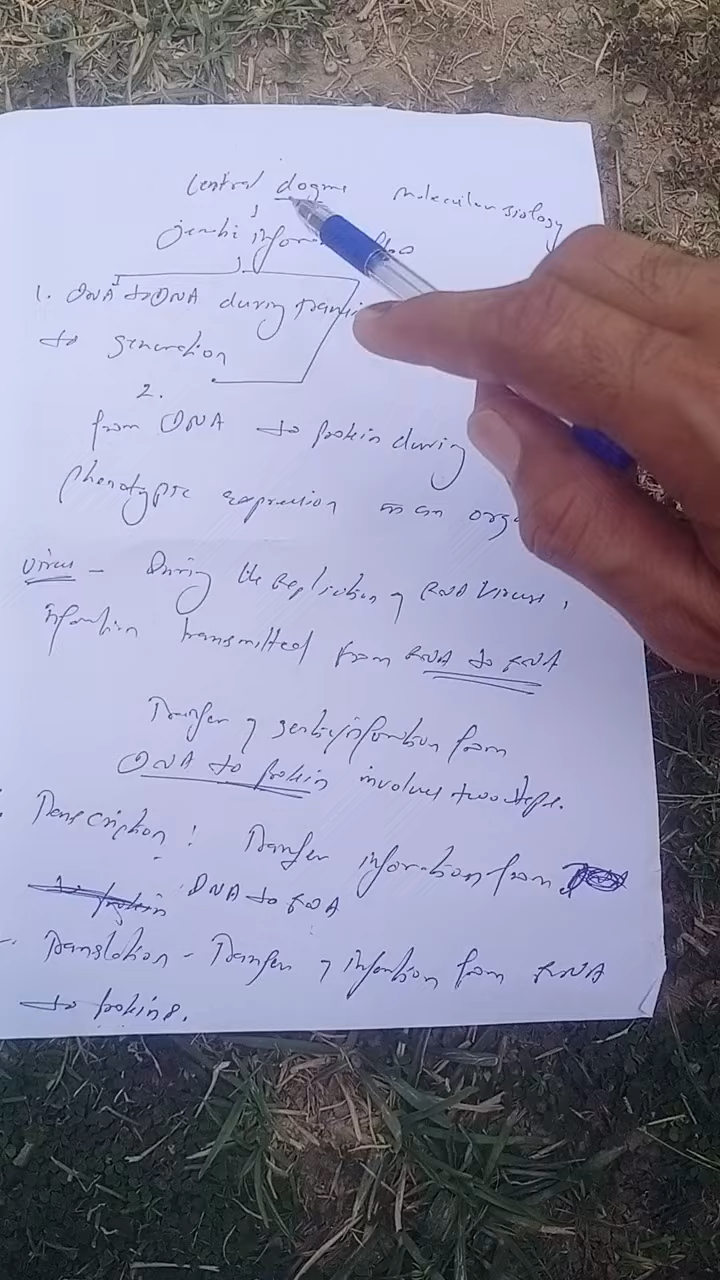 Central dogma molecular biology
genetic information flow
1. DNA to DNA during
to generation
2.
from DNA to protein during
phenotypic expression in an
Virus - During the Replication of RNA Virus,
information transmitted from RNA to RNA
Transfer of genetic information from
DNA to protein involves two steps.
Transcription : Transfer information from
DNA to RNA
Translation - Transfer of information from RNA
to proteins.